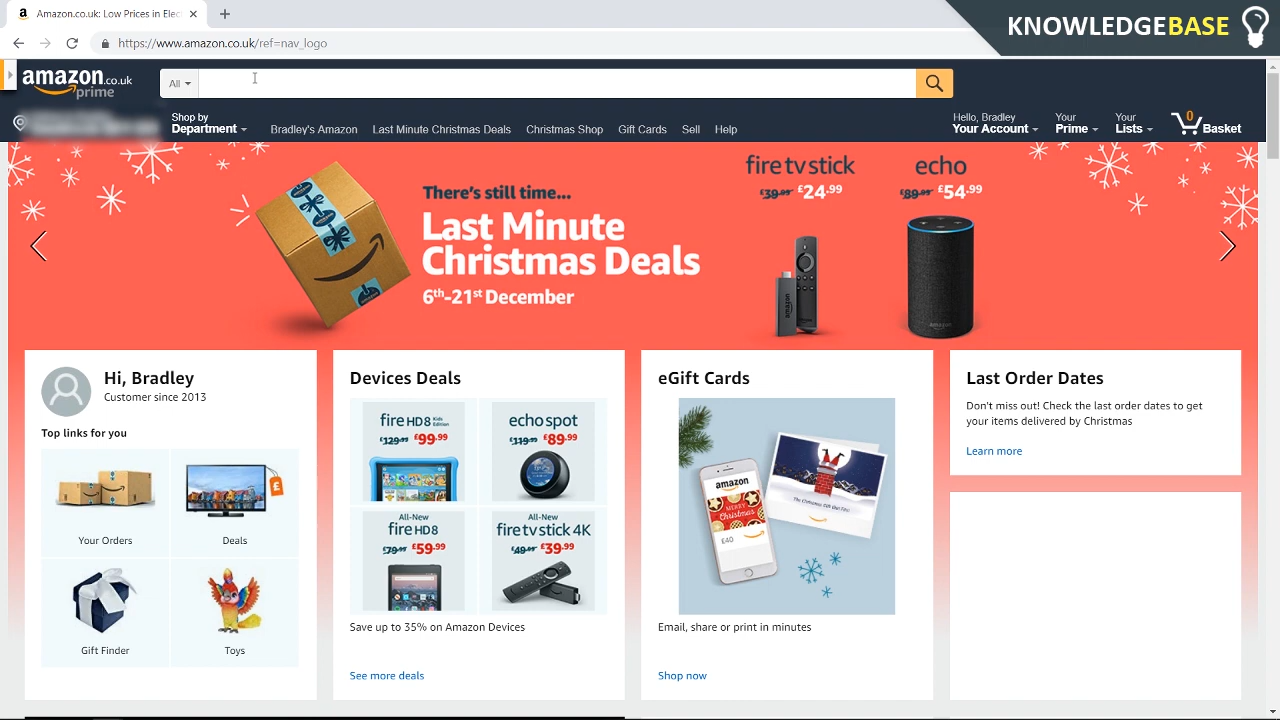 Amazon.co.uk: Low Prices in Elec
https://www.amazon.co.uk/ref=nav_logo
KNOWLEDGEBASE
amazon.co.uk
prime
All
Shop by
Department
Bradley's Amazon
Last Minute Christmas Deals
Christmas Shop
Gift Cards
Sell
Help
Hello, Bradley
Your Account
Your
Prime
Your
Lists
0
Basket
There's still time...
Last Minute
Christmas Deals
6th-21st December
fire tv stick
£39.99 £24.99
echo
£89.99 £54.99
Hi, Bradley
Customer since 2013
Top links for you
Your Orders
Deals
Gift Finder
Toys
Devices Deals
fire HD8 Kids Edition
£129.99 £99.99
echo spot
£119.99 £89.99
All-New
fire HD8
£79.99 £59.99
All-New
fire tv stick 4K
£49.99 £39.99
Save up to 35% on Amazon Devices
See more deals
eGift Cards
amazon
MERRY
Christmas
£40
Email, share or print in minutes
Shop now
Last Order Dates
Don't miss out! Check the last order dates to get
your items delivered by Christmas
Learn more